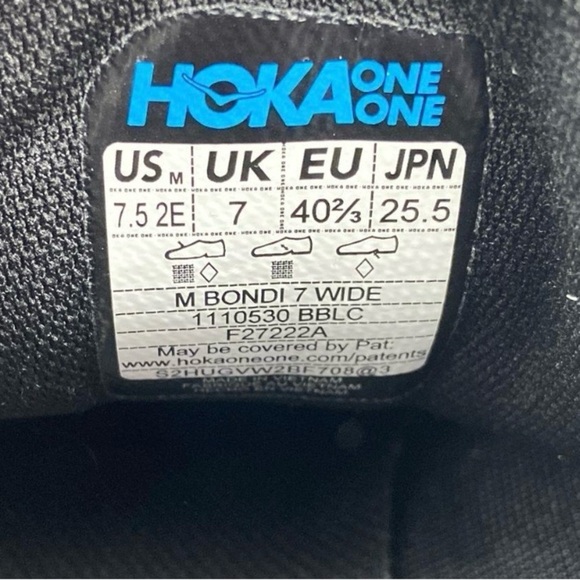 HOKA ONE ONE
US M UK EU JPN
7.5 2E 7 40⅔ 25.5
M BONDI 7 WIDE
1110530 BBLC
F27222A
May be covered by Pat:
www.hokaoneone.com/patents
S2HUGVW2BF708@3
MADE IN VIETNAM